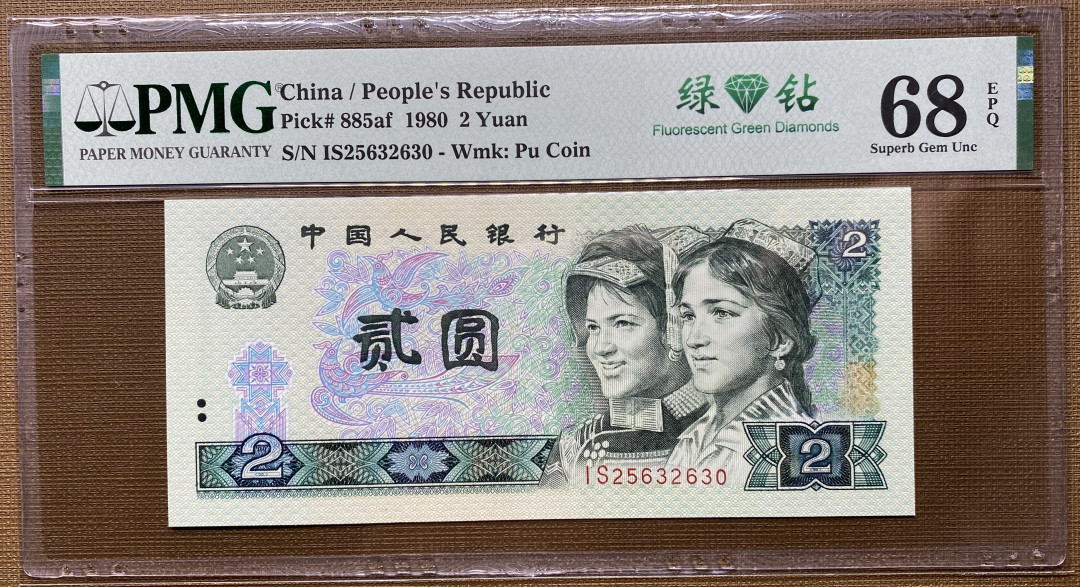 PMG
PAPER MONEY GUARANTY
China / People's Republic
Pick# 885af 1980 2 Yuan
S/N IS25632630 - Wmk: Pu Coin
绿 钻
Fluorescent Green Diamonds
68
EPQ
Superb Gem Unc
中国人民银行
2
贰圆
2
IS25632630
2